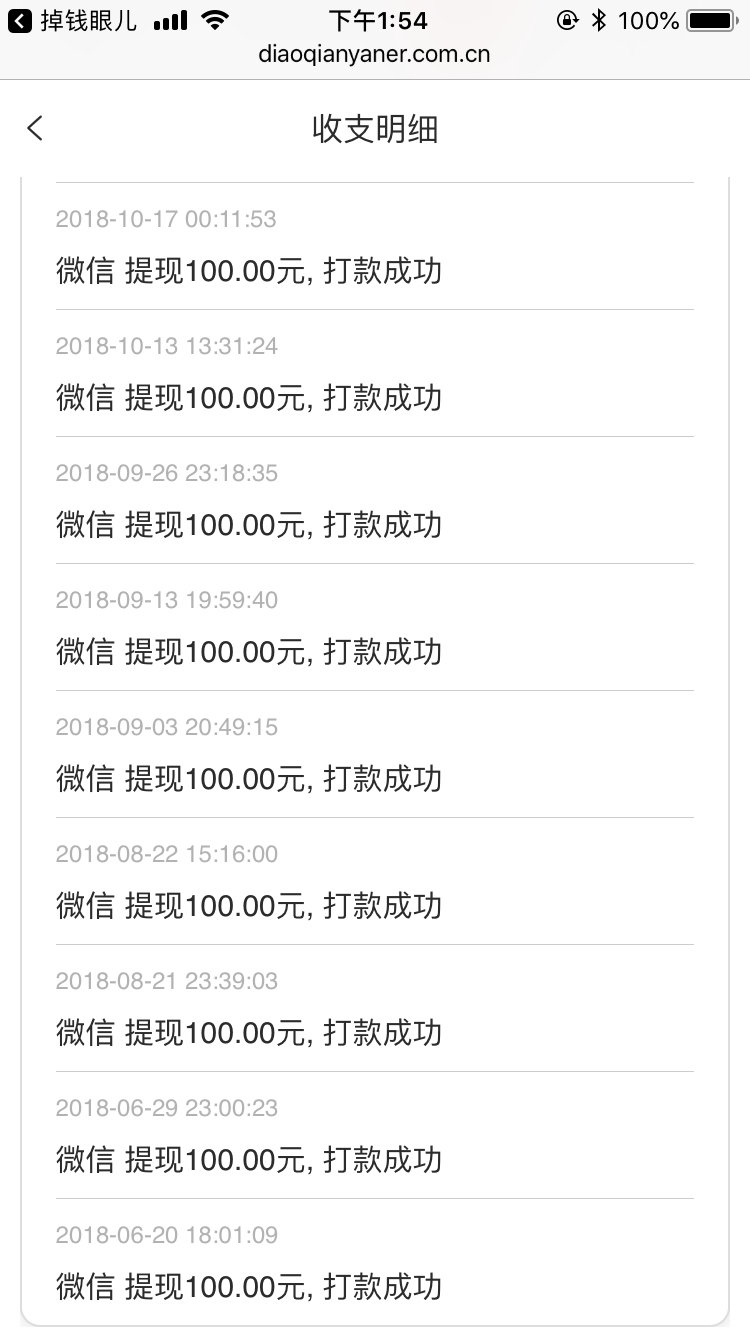 掉钱眼儿 下午1:54 100%
diaoqianyaner.com.cn
收支明细
2018-10-17 00:11:53
微信 提现100.00元, 打款成功
2018-10-13 13:31:24
微信 提现100.00元, 打款成功
2018-09-26 23:18:35
微信 提现100.00元, 打款成功
2018-09-13 19:59:40
微信 提现100.00元, 打款成功
2018-09-03 20:49:15
微信 提现100.00元, 打款成功
2018-08-22 15:16:00
微信 提现100.00元, 打款成功
2018-08-21 23:39:03
微信 提现100.00元, 打款成功
2018-06-29 23:00:23
微信 提现100.00元, 打款成功
2018-06-20 18:01:09
微信 提现100.00元, 打款成功